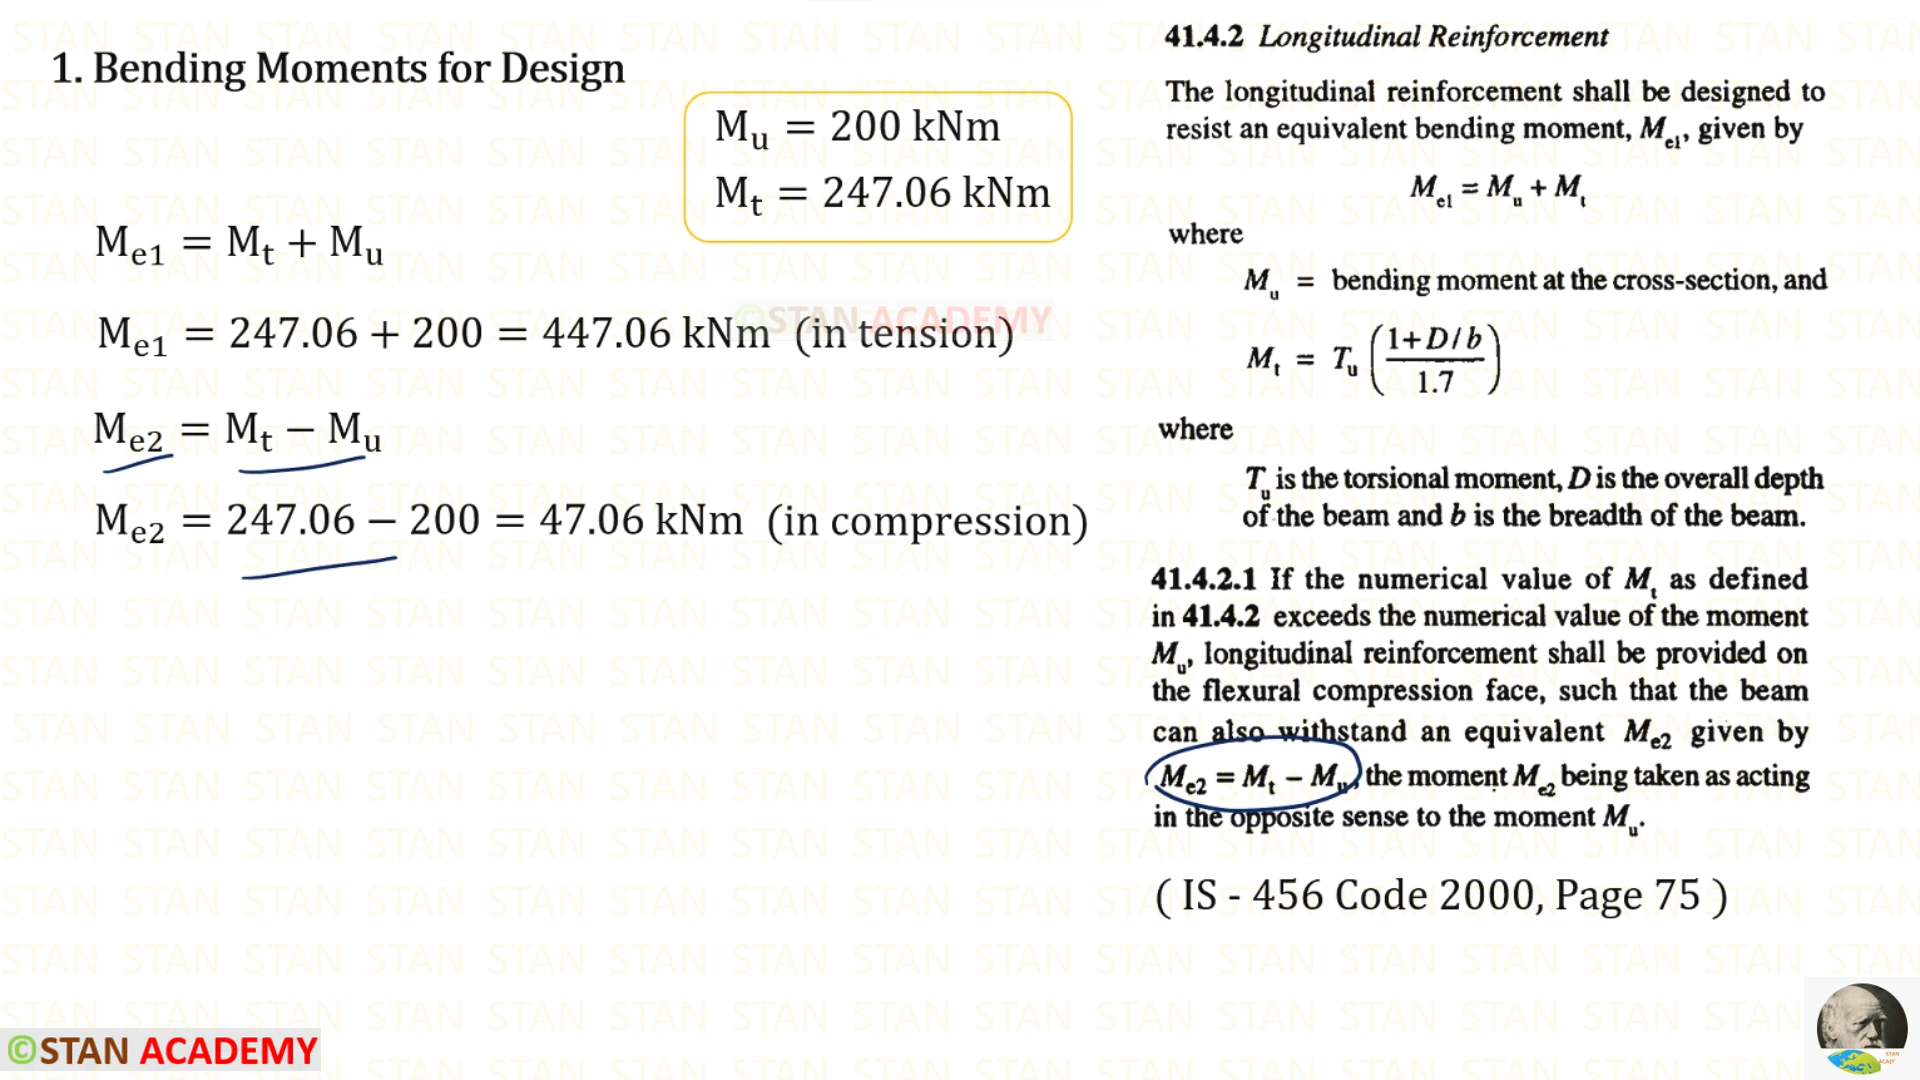 1. Bending Moments for Design
Mu = 200 kNm
Mt = 247.06 kNm
Me1 = Mt + Mu
Me1 = 247.06 + 200 = 447.06 kNm (in tension)
©STAN ACADEMY
Me2 = Mt − Mu
Me2 = 247.06 − 200 = 47.06 kNm (in compression)
41.4.2 Longitudinal Reinforcement
The longitudinal reinforcement shall be designed to
resist an equivalent bending moment, Me1, given by
Me1 = Mu + Mt
where
Mu = bending moment at the cross-section, and
Mt = Tu ((1+D/b)/1.7)
where
Tu is the torsional moment, D is the overall depth
of the beam and b is the breadth of the beam.
41.4.2.1 If the numerical value of Mt as defined
in 41.4.2 exceeds the numerical value of the moment
Mu, longitudinal reinforcement shall be provided on
the flexural compression face, such that the beam
can also withstand an equivalent Me2 given by
Me2 = Mt − Mu, the moment Me2 being taken as acting
in the opposite sense to the moment Mu.
( IS - 456 Code 2000, Page 75 )
©STAN ACADEMY